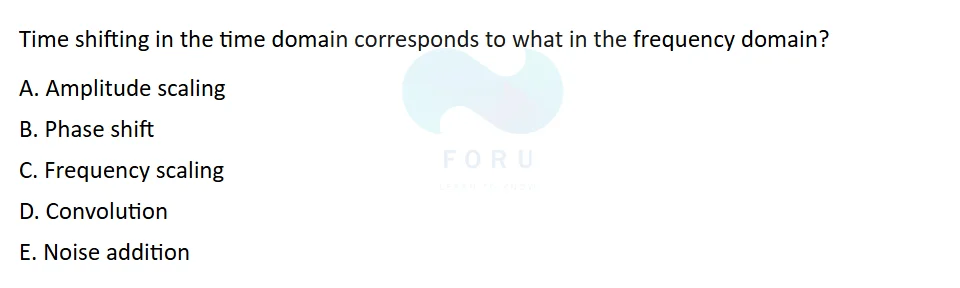 Time shifting in the time domain corresponds to what in the frequency domain?
A. Amplitude scaling
B. Phase shift
FORU
C. Frequency scaling
D. Convolution
E. Noise addition